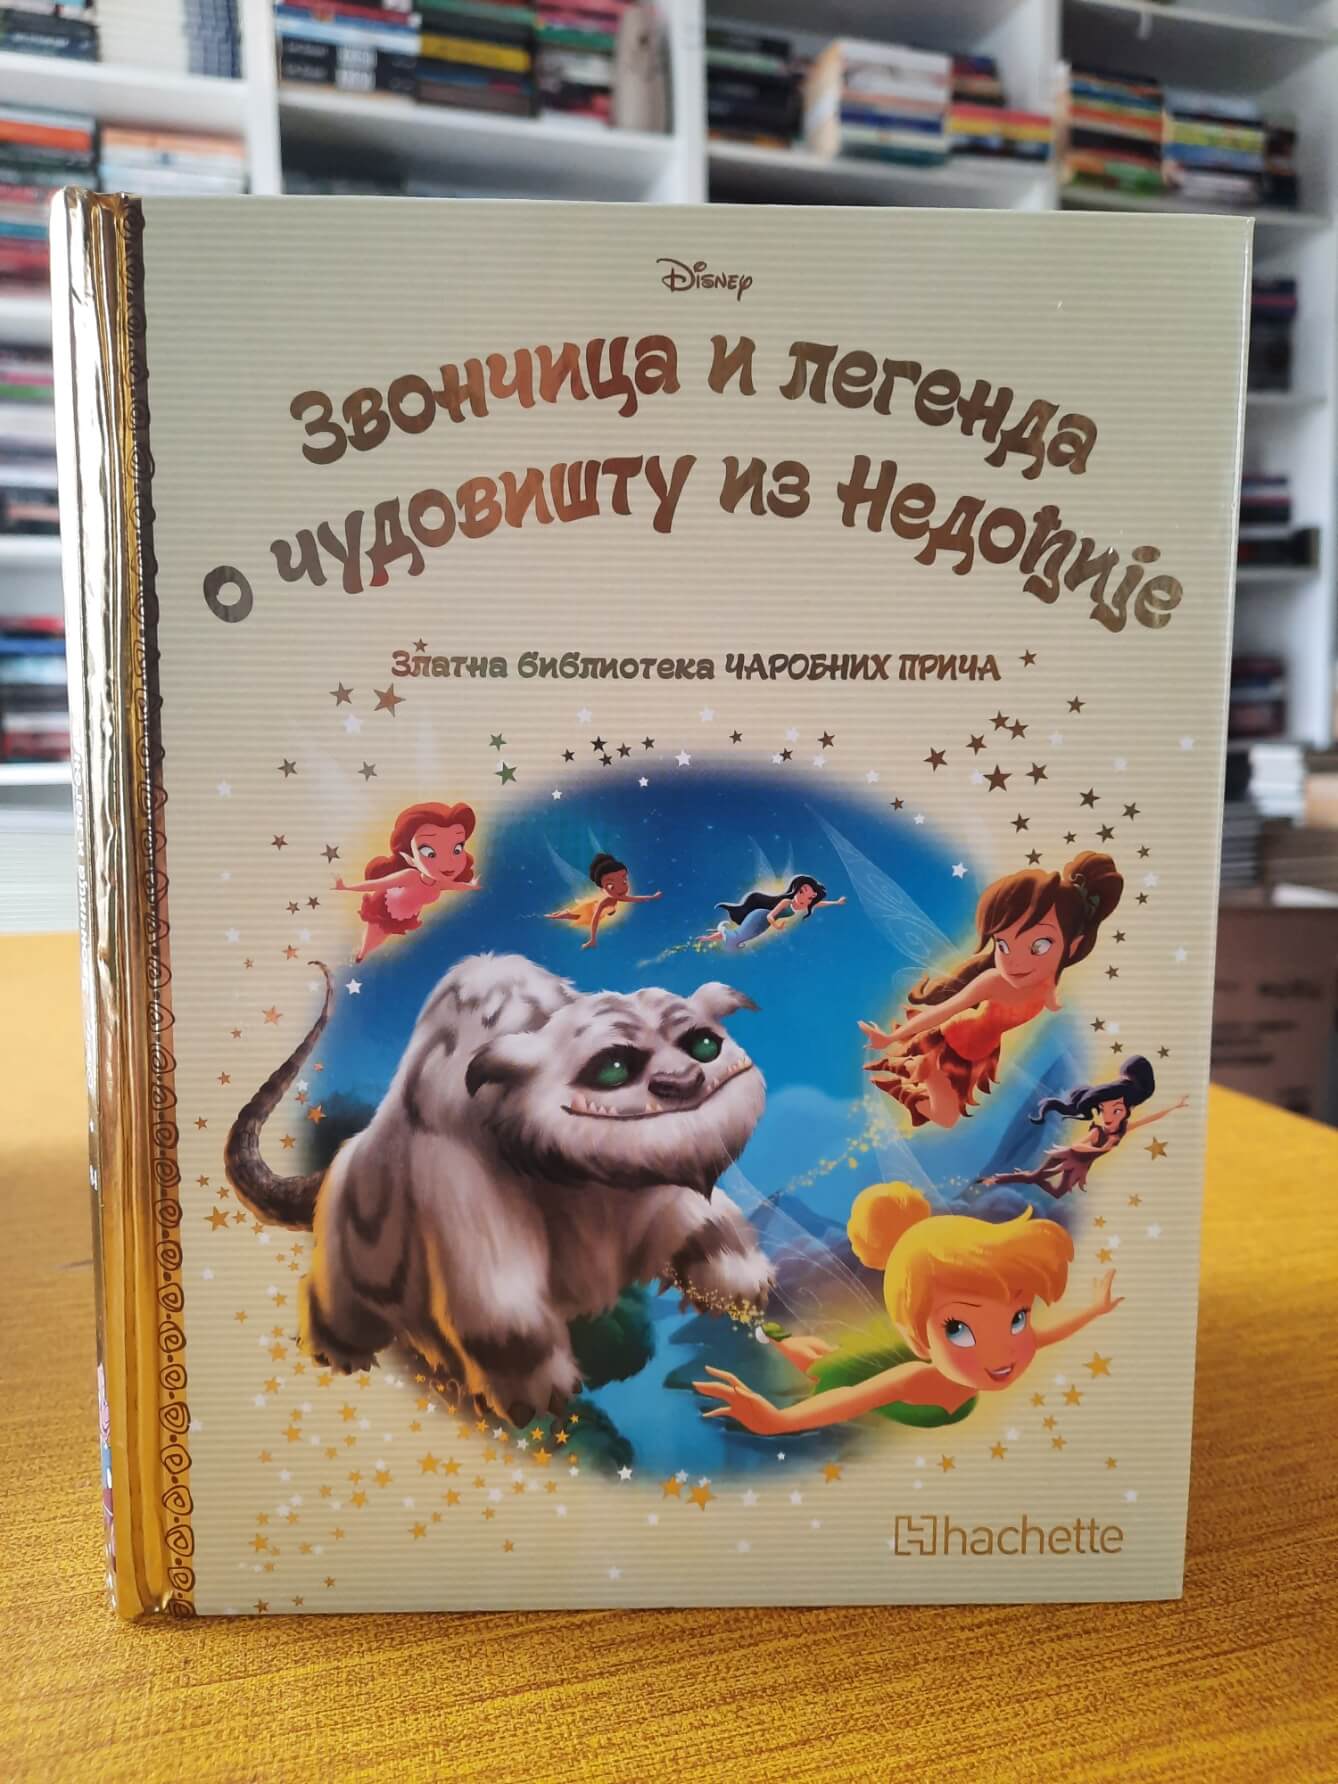 Disney
Звончица и легенда
о чудовишту из Недођије
Златна библиотека ЧАРОБНИХ ПРИЧА
hachette